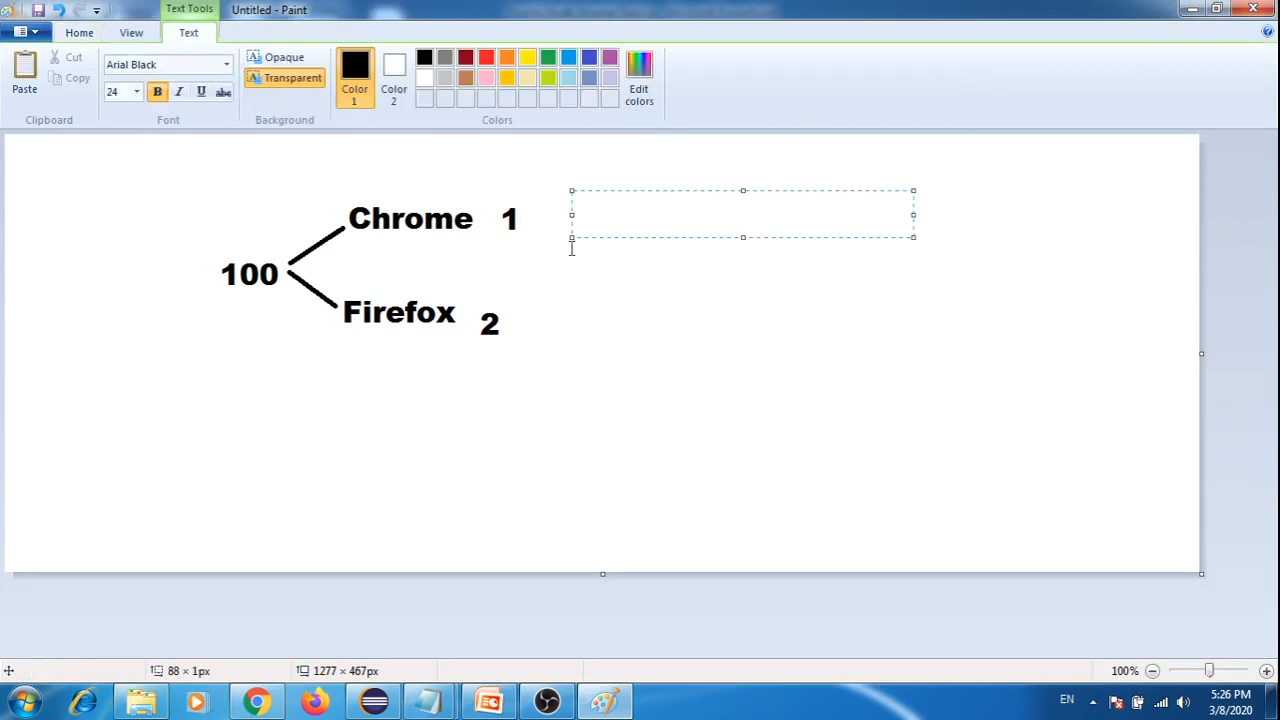 Text Tools
Untitled - Paint
Home
View
Text
Paste
Cut
Copy
Clipboard
Arial Black
24
B
I
U
abc
Font
Opaque
Transparent
Background
Color
1
Color
2
Edit
colors
Colors
Chrome 1
100
Firefox 2
88 × 1px
1277 × 467px
100%
EN
5:26 PM
3/8/2020